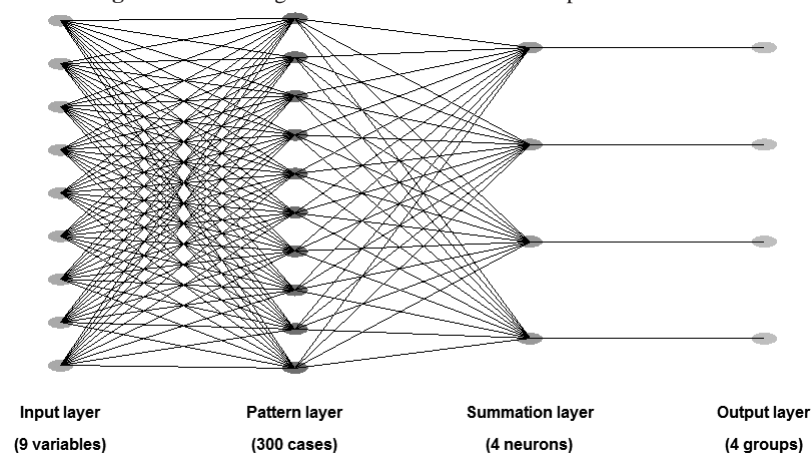 Input layer
(9 variables)
Pattern layer
(300 cases)
Summation layer
(4 neurons)
Output layer
(4 groups)